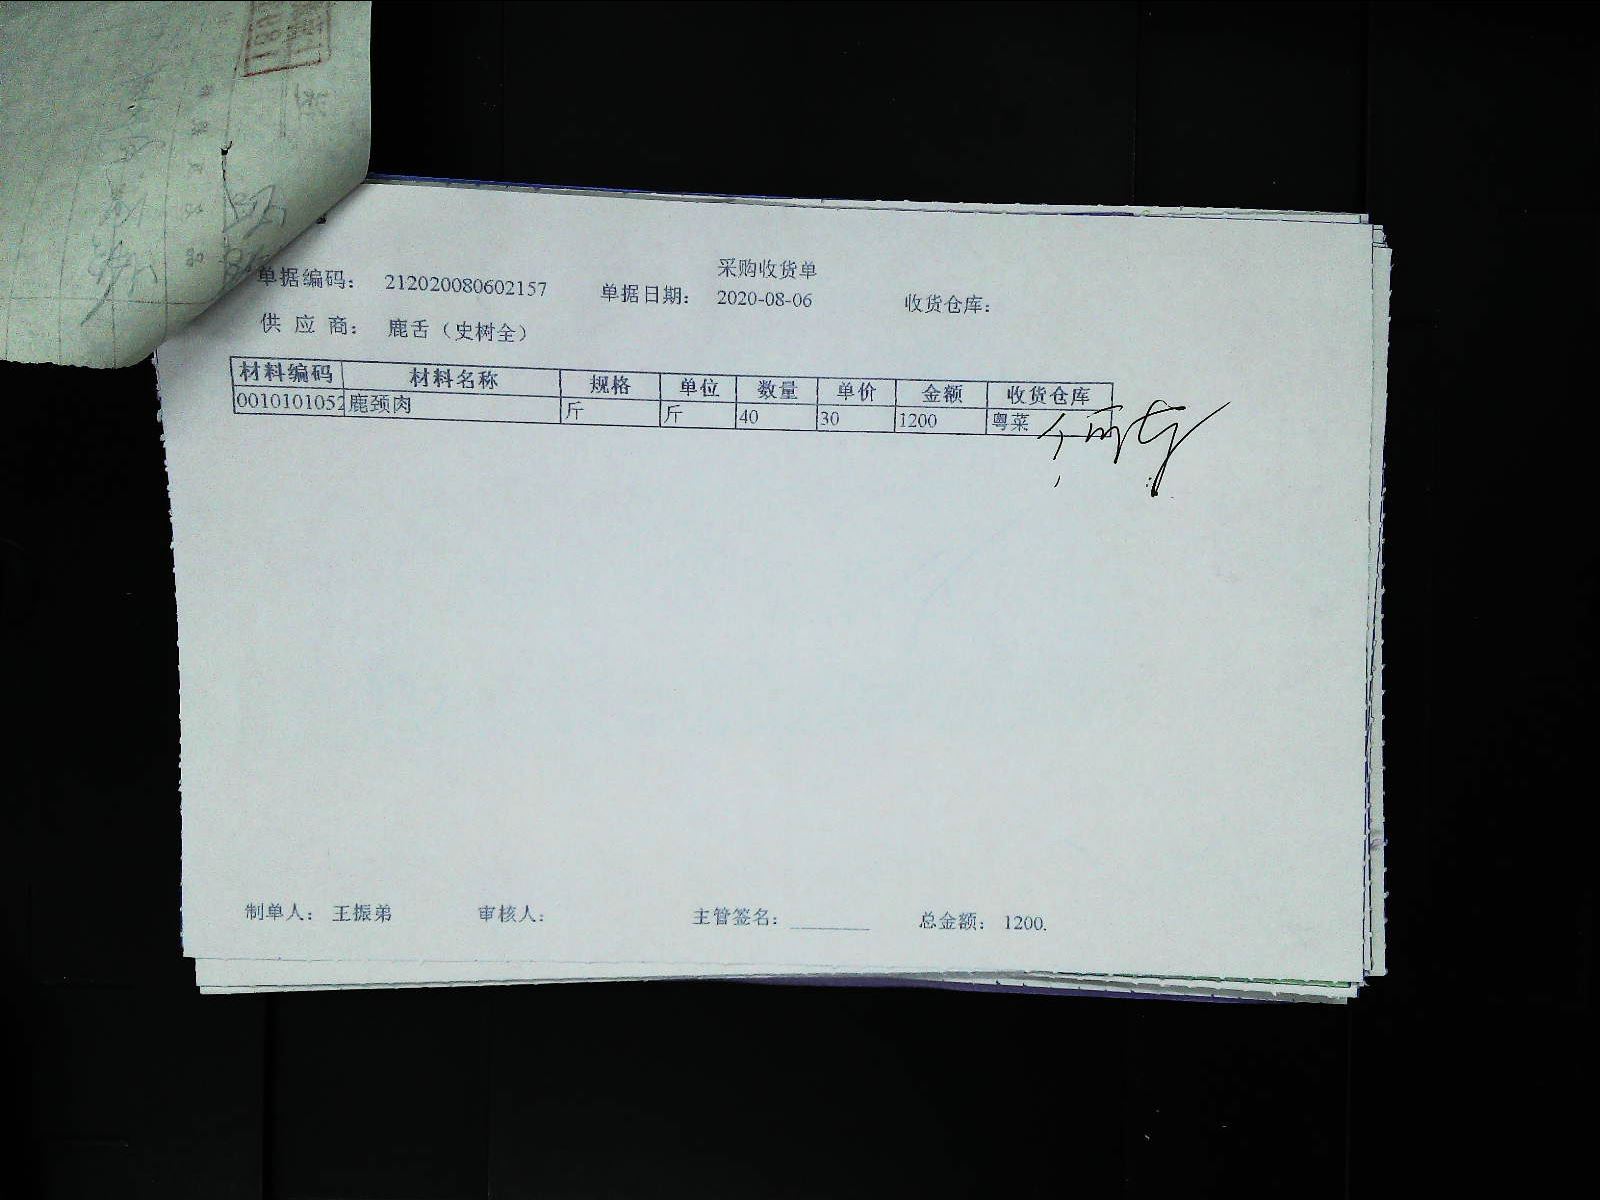 采购收货单
单据编码： 212020080602157 单据日期： 2020-08-06 收货仓库：
供 应 商： 鹿舌（史树全）
材料编码 材料名称 规格 单位 数量 单价 金额 收货仓库
0010101052 鹿颈肉 斤 斤 40 30 1200 粤菜
制单人： 王振弟 审核人： 主管签名： ________ 总金额： 1200.